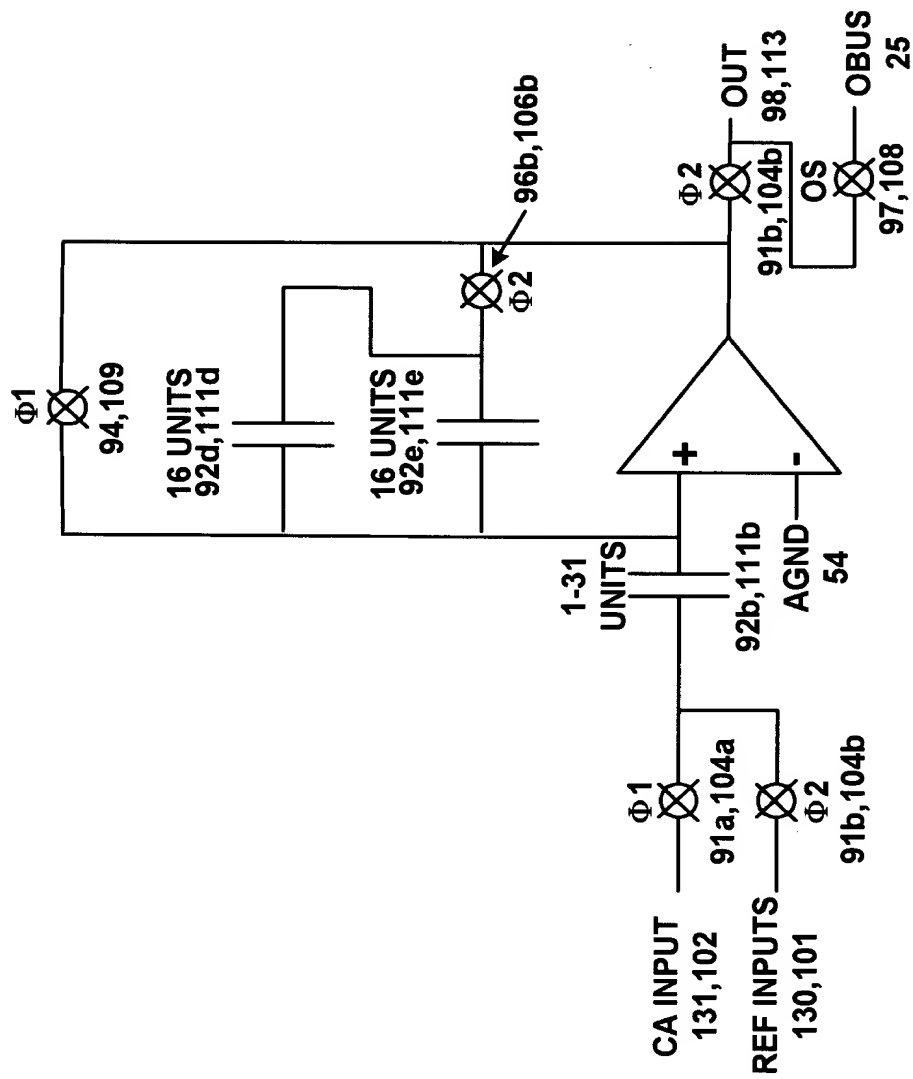 Φ1
94,109
16 UNITS
92d,111d
16 UNITS
92e,111e
Φ2
96b,106b
1-31
UNITS
92b,111b
+
-
AGND
54
Φ2
91b,104b
OUT
98,113
OS
97,108
OBUS
25
CA INPUT
131,102
Φ1
91a,104a
REF INPUTS
130,101
Φ2
91b,104b